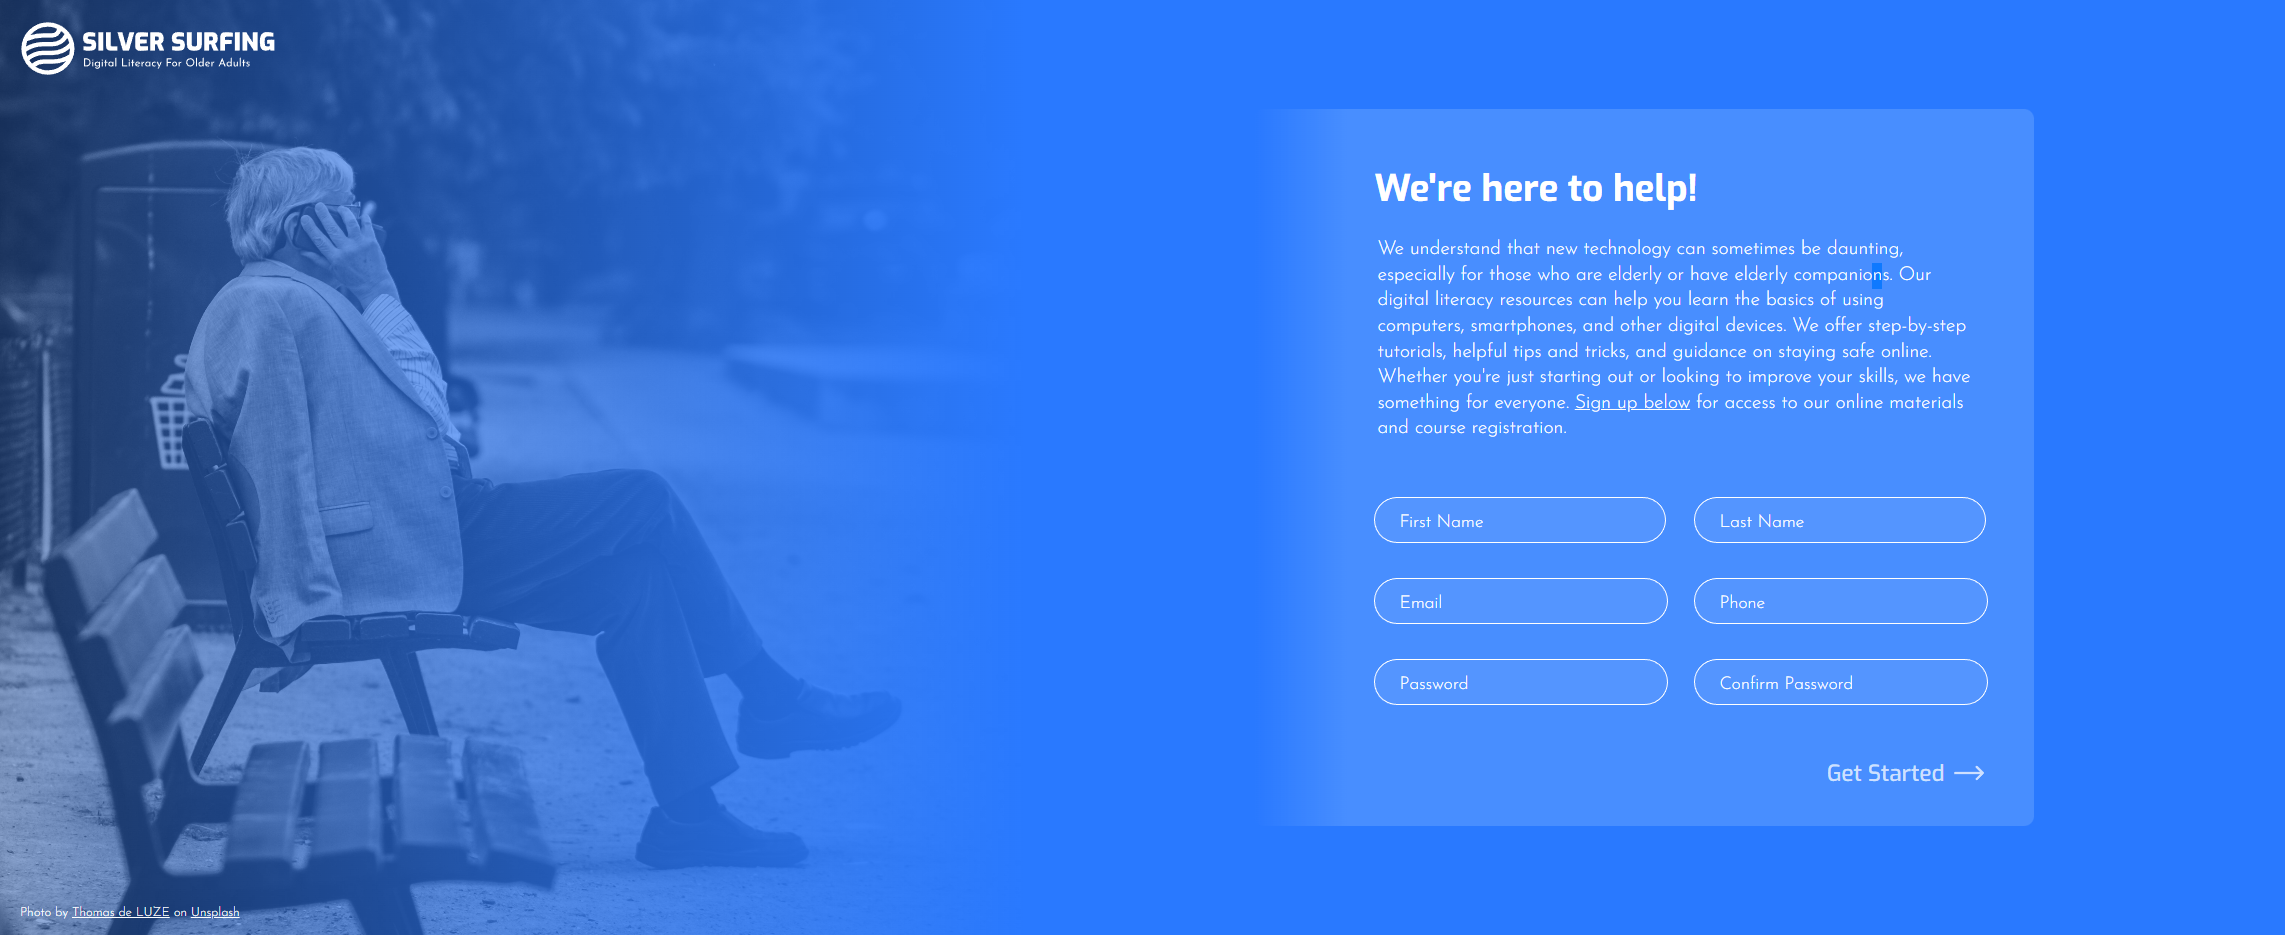 SILVER SURFING
Digital Literacy For Older Adults
We're here to help!
We understand that new technology can sometimes be daunting,
especially for those who are elderly or have elderly companions. Our
digital literacy resources can help you learn the basics of using
computers, smartphones, and other digital devices. We offer step-by-step
tutorials, helpful tips and tricks, and guidance on staying safe online.
Whether you're just starting out or looking to improve your skills, we have
something for everyone. Sign up below for access to our online materials
and course registration.
First Name
Last Name
Email
Phone
Password
Confirm Password
Get Started
Photo by Thomas de LUZE on Unsplash